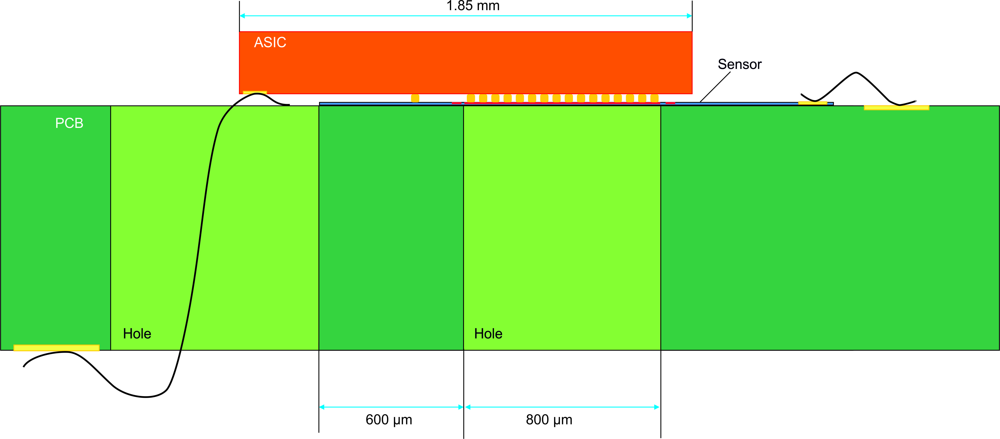 1.85 mm
ASIC
Sensor
PCB
Hole
Hole
600 µm
800 µm